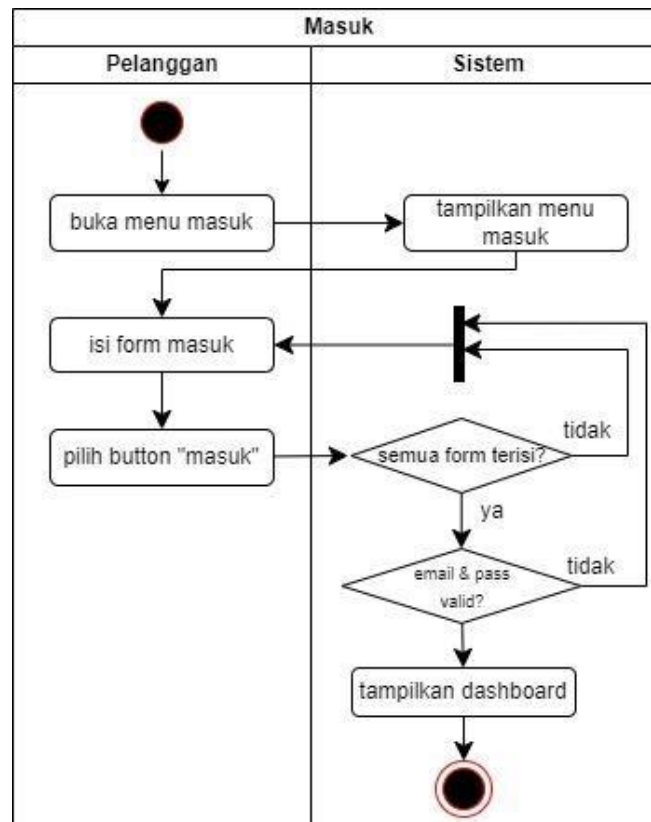 Masuk
Pelanggan
Sistem
buka menu masuk
tampilkan menu
masuk
isi form masuk
pilih button "masuk"
semua form terisi?
tidak
ya
email & pass
valid?
tidak
tampilkan dashboard